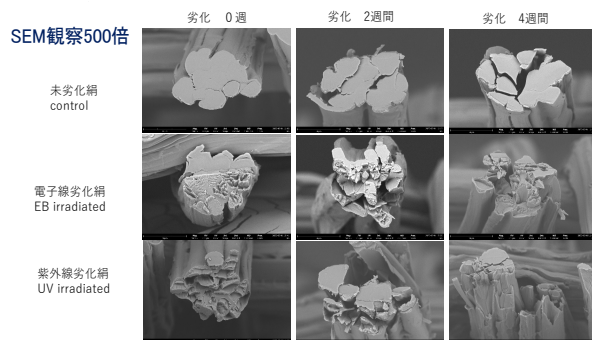 劣化　0週
劣化　2週間
劣化　4週間
SEM観察500倍
未劣化絹
control
電子線劣化絹
EB irradiated
紫外線劣化絹
UV irradiated